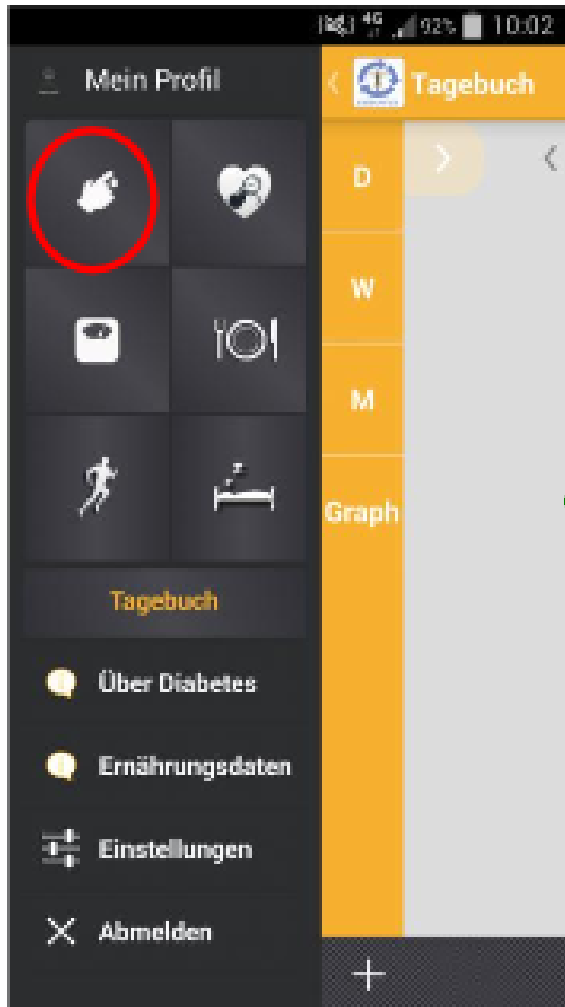 4G 92% 10:02
Mein Profil
Tagebuch
D
W
M
Graph
Tagebuch
Über Diabetes
Ernährungsdaten
Einstellungen
Abmelden